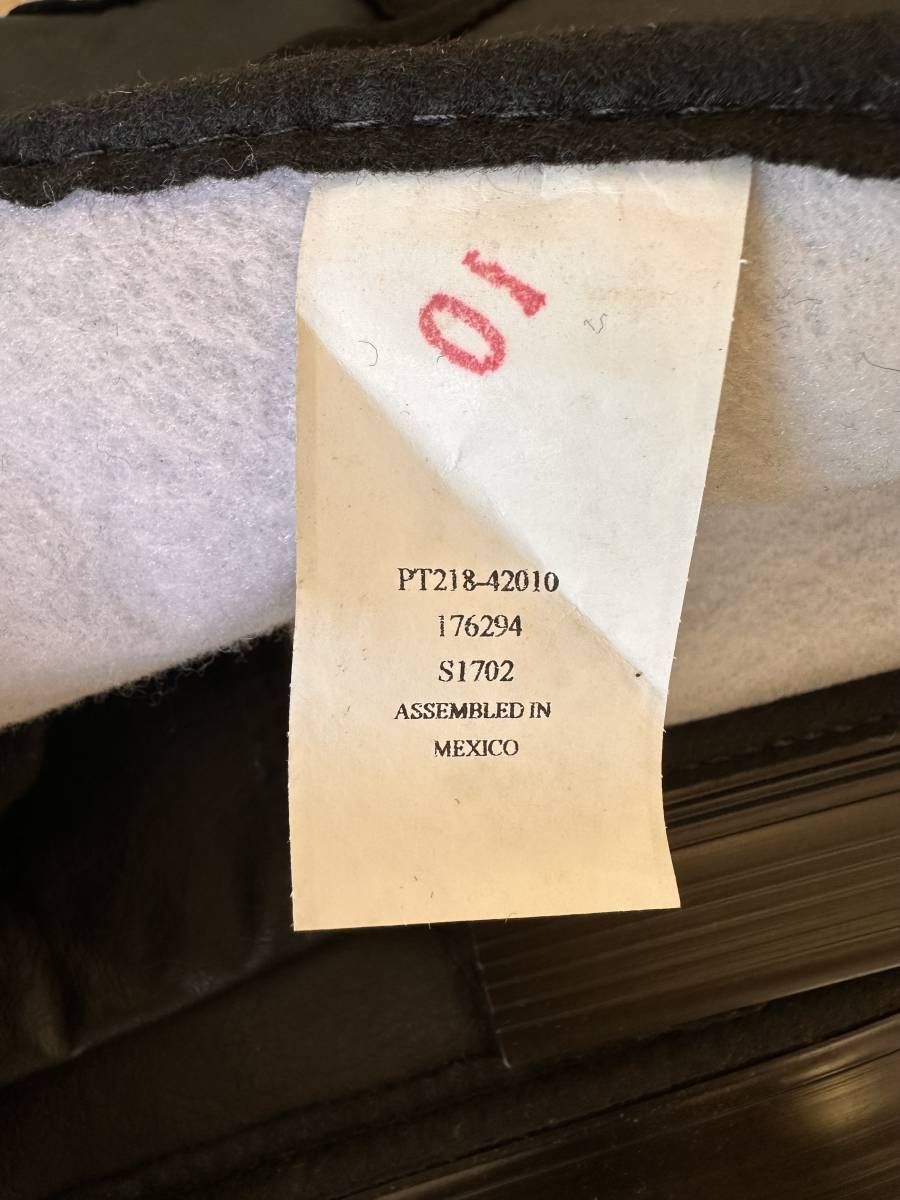 10
PT218-42010
176294
S1702
ASSEMBLED IN
MEXICO